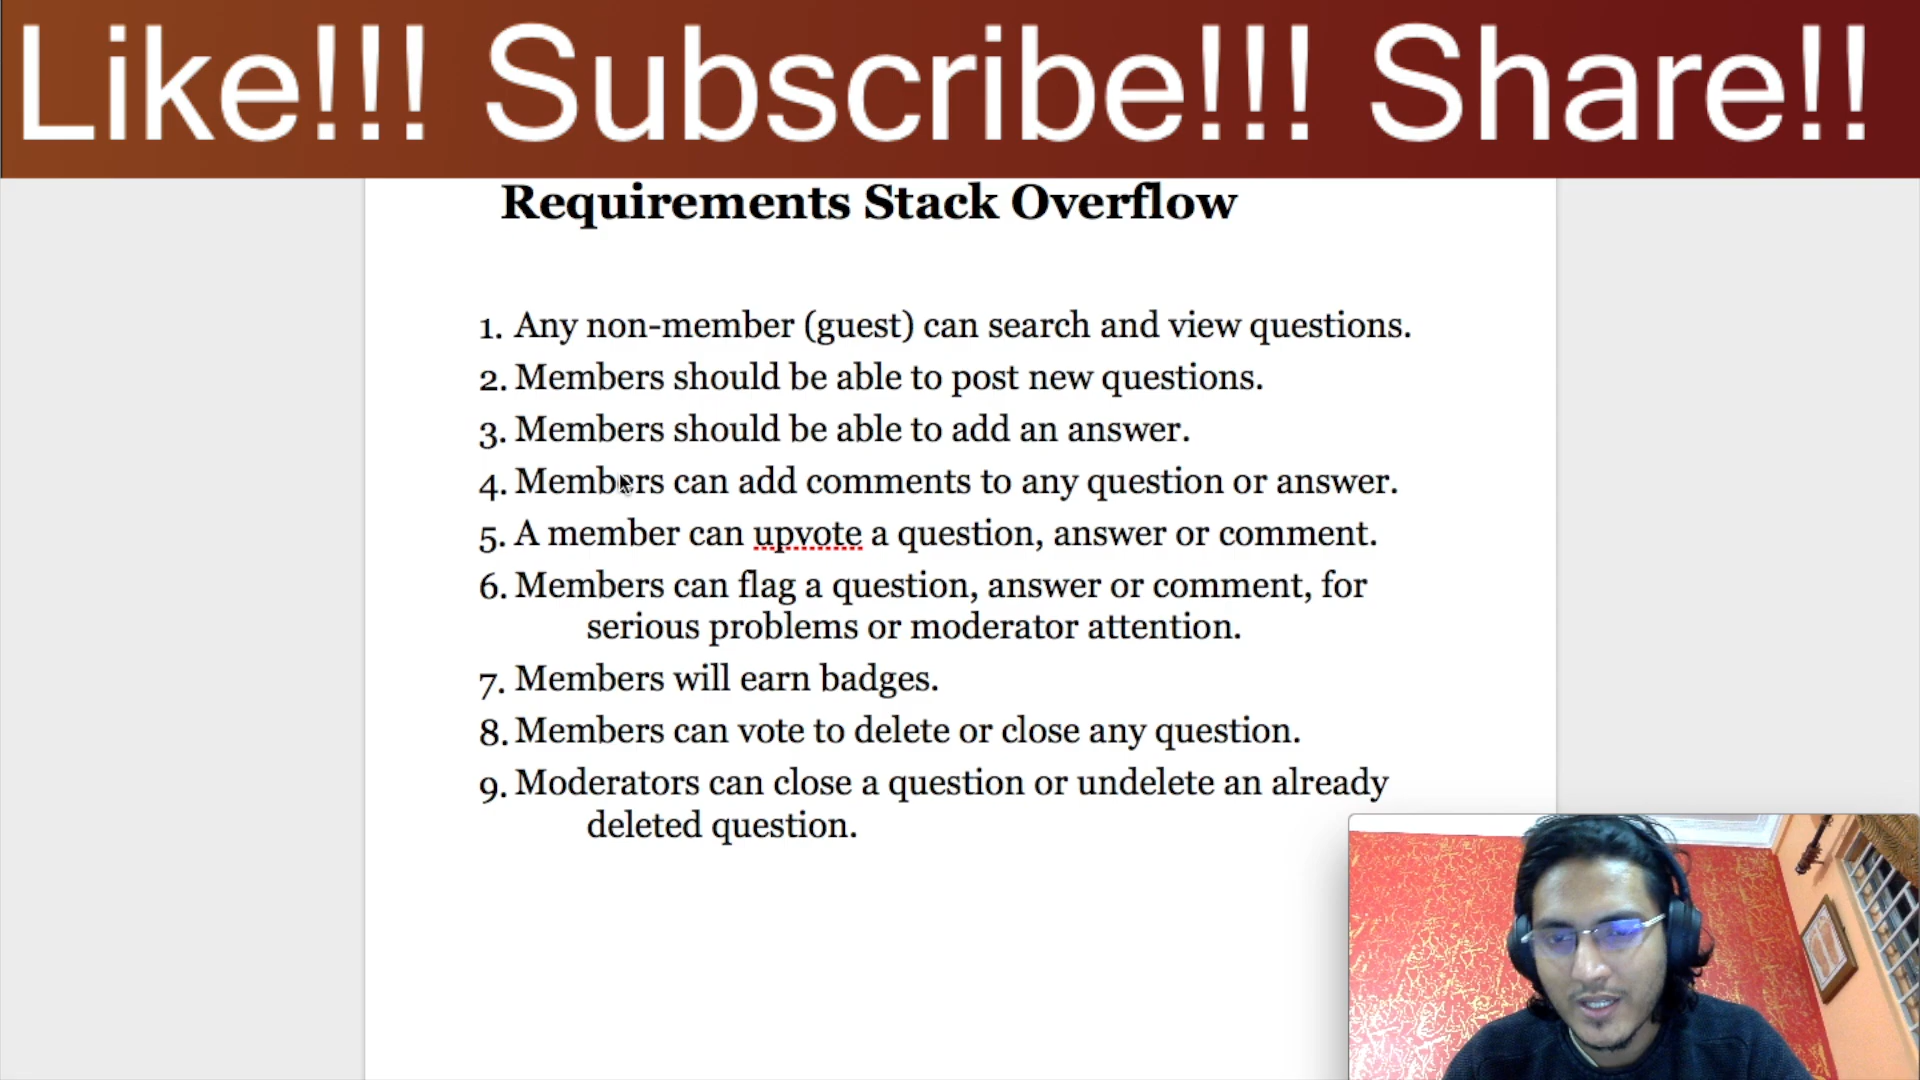 Like!!! Subscribe!!! Share!!
Requirements Stack Overflow
1. Any non-member (guest) can search and view questions.
2. Members should be able to post new questions.
3. Members should be able to add an answer.
4. Members can add comments to any question or answer.
5. A member can upvote a question, answer or comment.
6. Members can flag a question, answer or comment, for
serious problems or moderator attention.
7. Members will earn badges.
8. Members can vote to delete or close any question.
9. Moderators can close a question or undelete an already
deleted question.